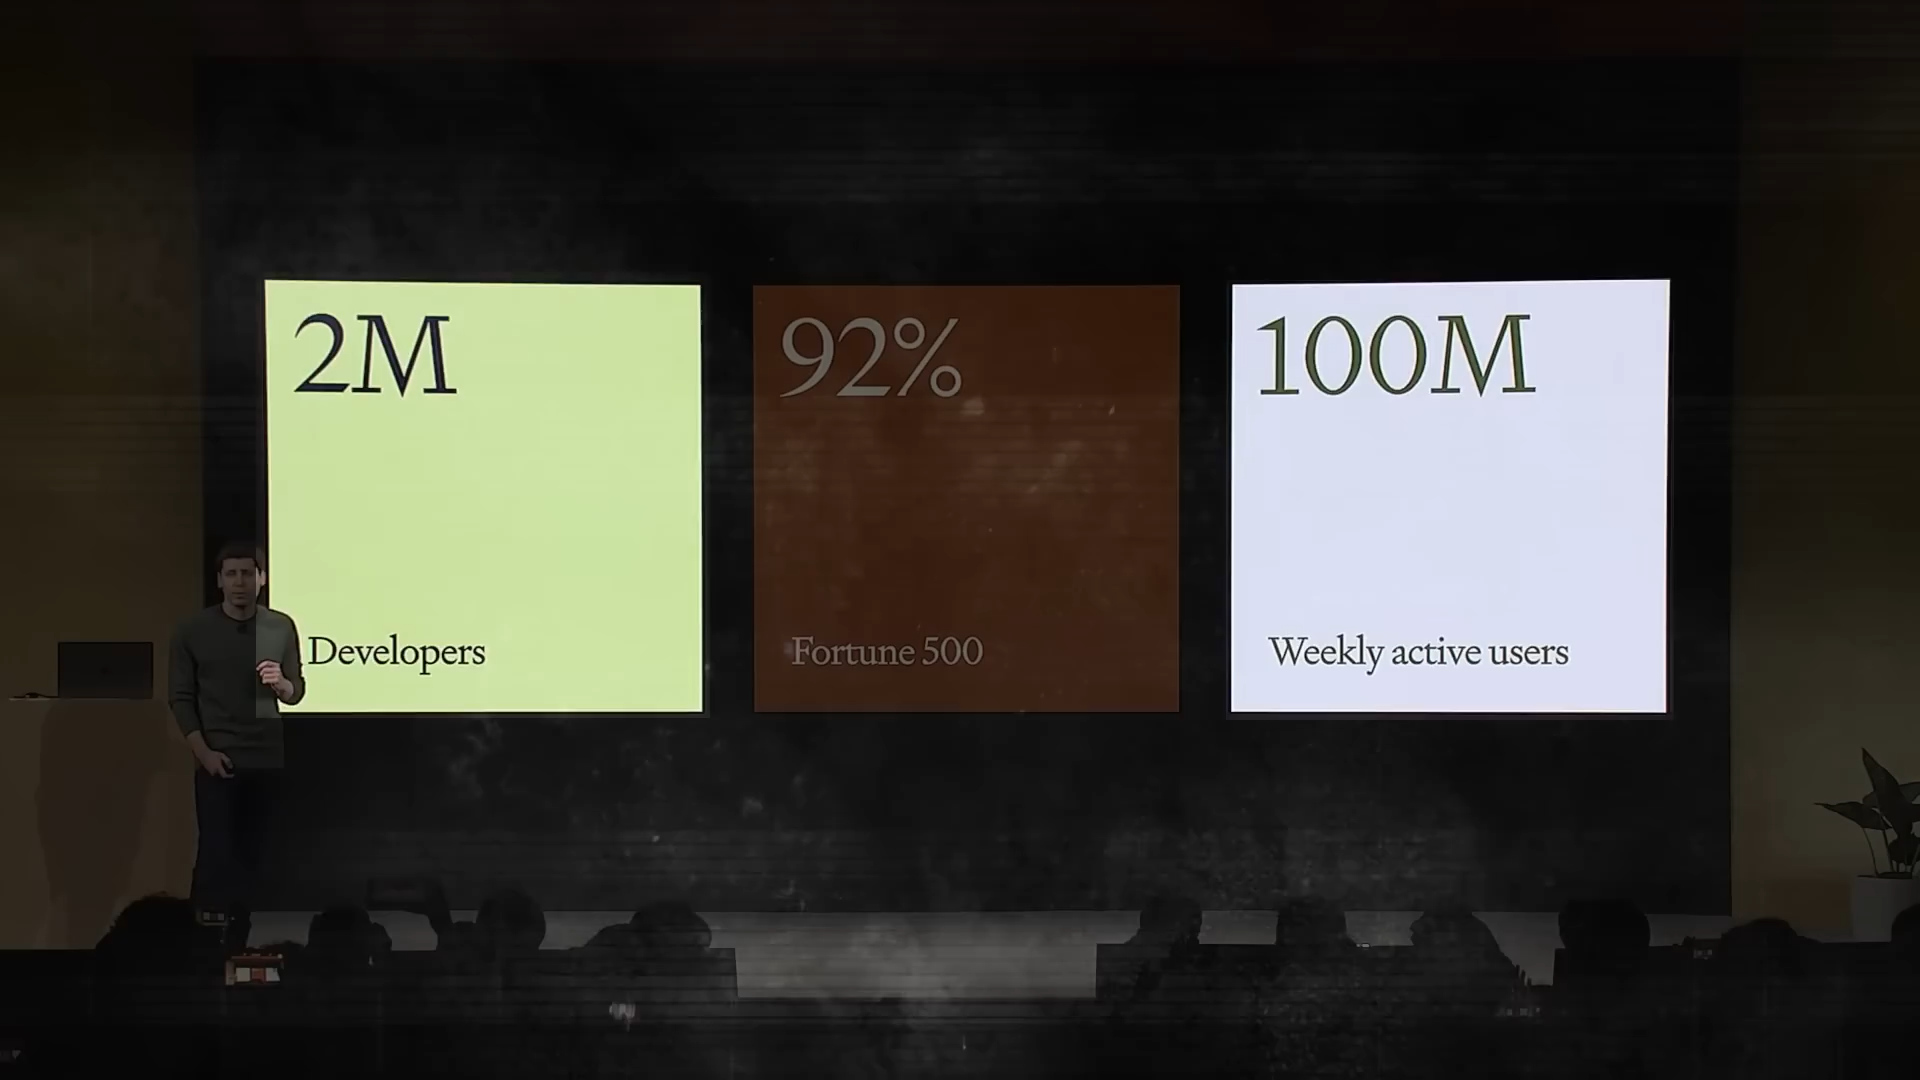 2M
Developers
92%
Fortune 500
100M
Weekly active users